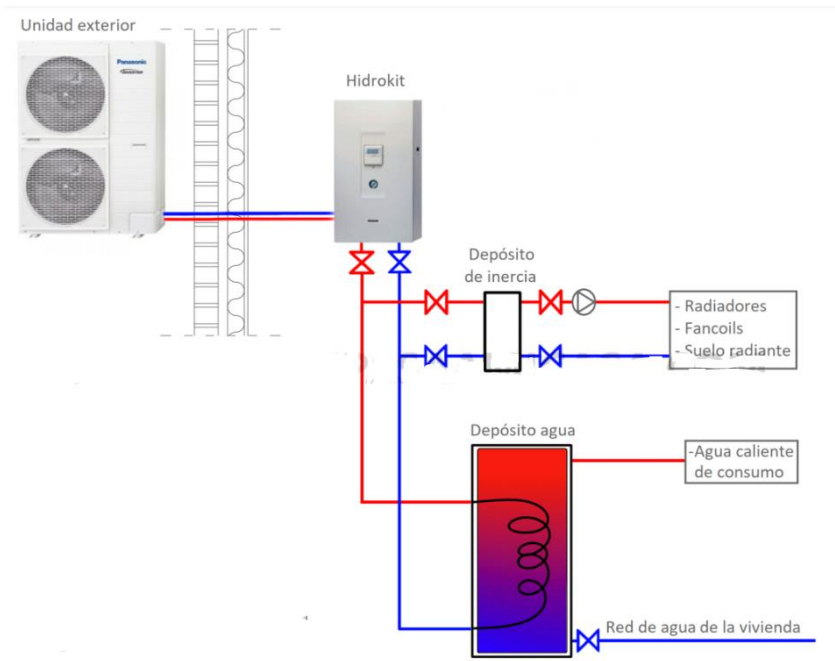 Unidad exterior
Panasonic
Hidrokit
Depósito
de inercia
- Radiadores
- Fancoils
- Suelo radiante
Depósito agua
-Agua caliente
de consumo
Red de agua de la vivienda